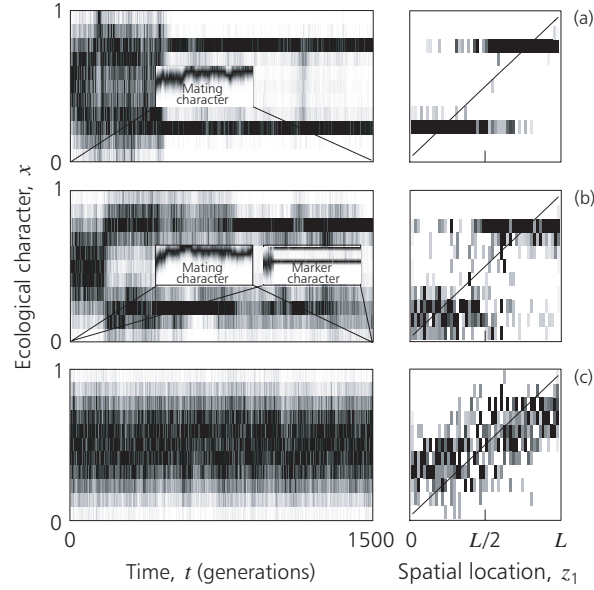 1
(a)
Mating
character
0
1
(b)
Mating
character
Marker
character
0
1
(c)
0
0
1500
0
L/2
L
Ecological character, x
Time, t (generations)
Spatial location, z₁